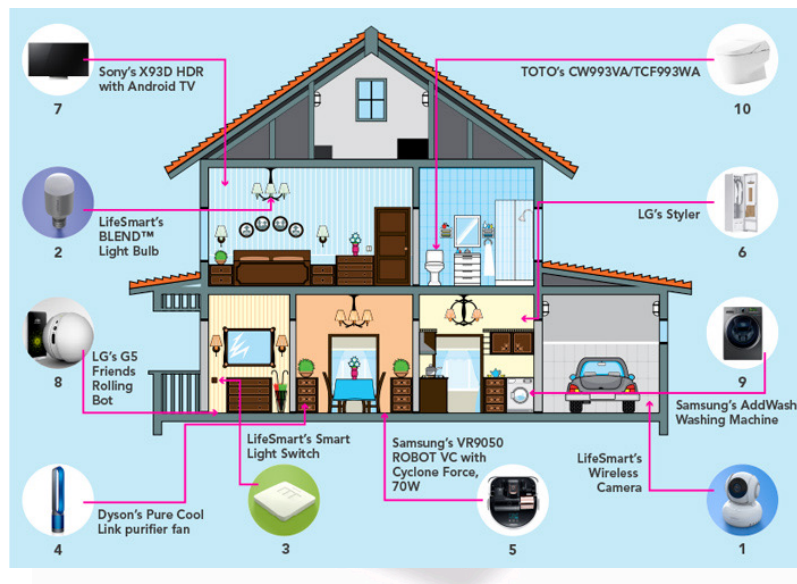 Sony's X93D HDR
with Android TV
7
TOTO's CW993VA/TCF993WA
10
LifeSmart's
BLEND™
Light Bulb
2
LG's Styler
6
LG's G5
Friends
Rolling
Bot
8
9
Samsung's AddWash
Washing Machine
LifeSmart's Smart
Light Switch
3
Samsung's VR9050
ROBOT VC with
Cyclone Force,
70W
5
LifeSmart's
Wireless
Camera
1
Dyson's Pure Cool
Link purifier fan
4